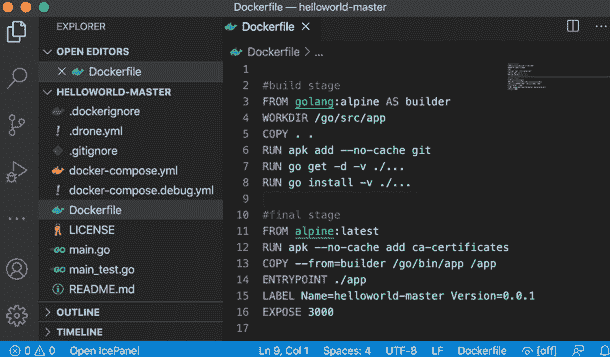 Dockerfile — helloworld-master
EXPLORER
OPEN EDITORS
Dockerfile
HELLOWORLD-MASTER
.dockerignore
.drone.yml
.gitignore
docker-compose.yml
docker-compose.debug.yml
Dockerfile
LICENSE
main.go
main_test.go
README.md
OUTLINE
TIMELINE
Dockerfile
Dockerfile > ...
1
2 #build stage
3 FROM golang:alpine AS builder
4 WORKDIR /go/src/app
5 COPY . .
6 RUN apk add --no-cache git
7 RUN go get -d -v ./...
8 RUN go install -v ./...
9
10 #final stage
11 FROM alpine:latest
12 RUN apk --no-cache add ca-certificates
13 COPY --from=builder /go/bin/app /app
14 ENTRYPOINT ./app
15 LABEL Name=helloworld-master Version=0.0.1
16 EXPOSE 3000
17
0 0 Open IcePanel Ln 9, Col 1 Spaces: 4 UTF-8 LF Dockerfile [off]